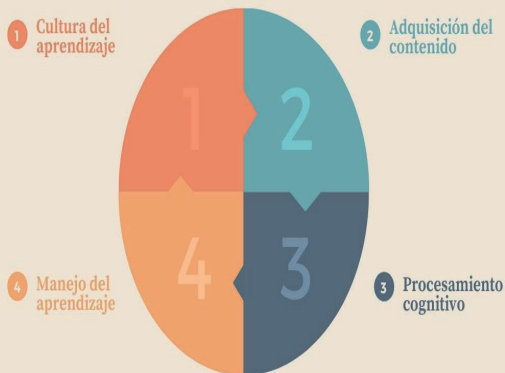 1 Cultura del
aprendizaje
2 Adquisición del
contenido
1
2
4
3
4 Manejo del
aprendizaje
3 Procesamiento
cognitivo